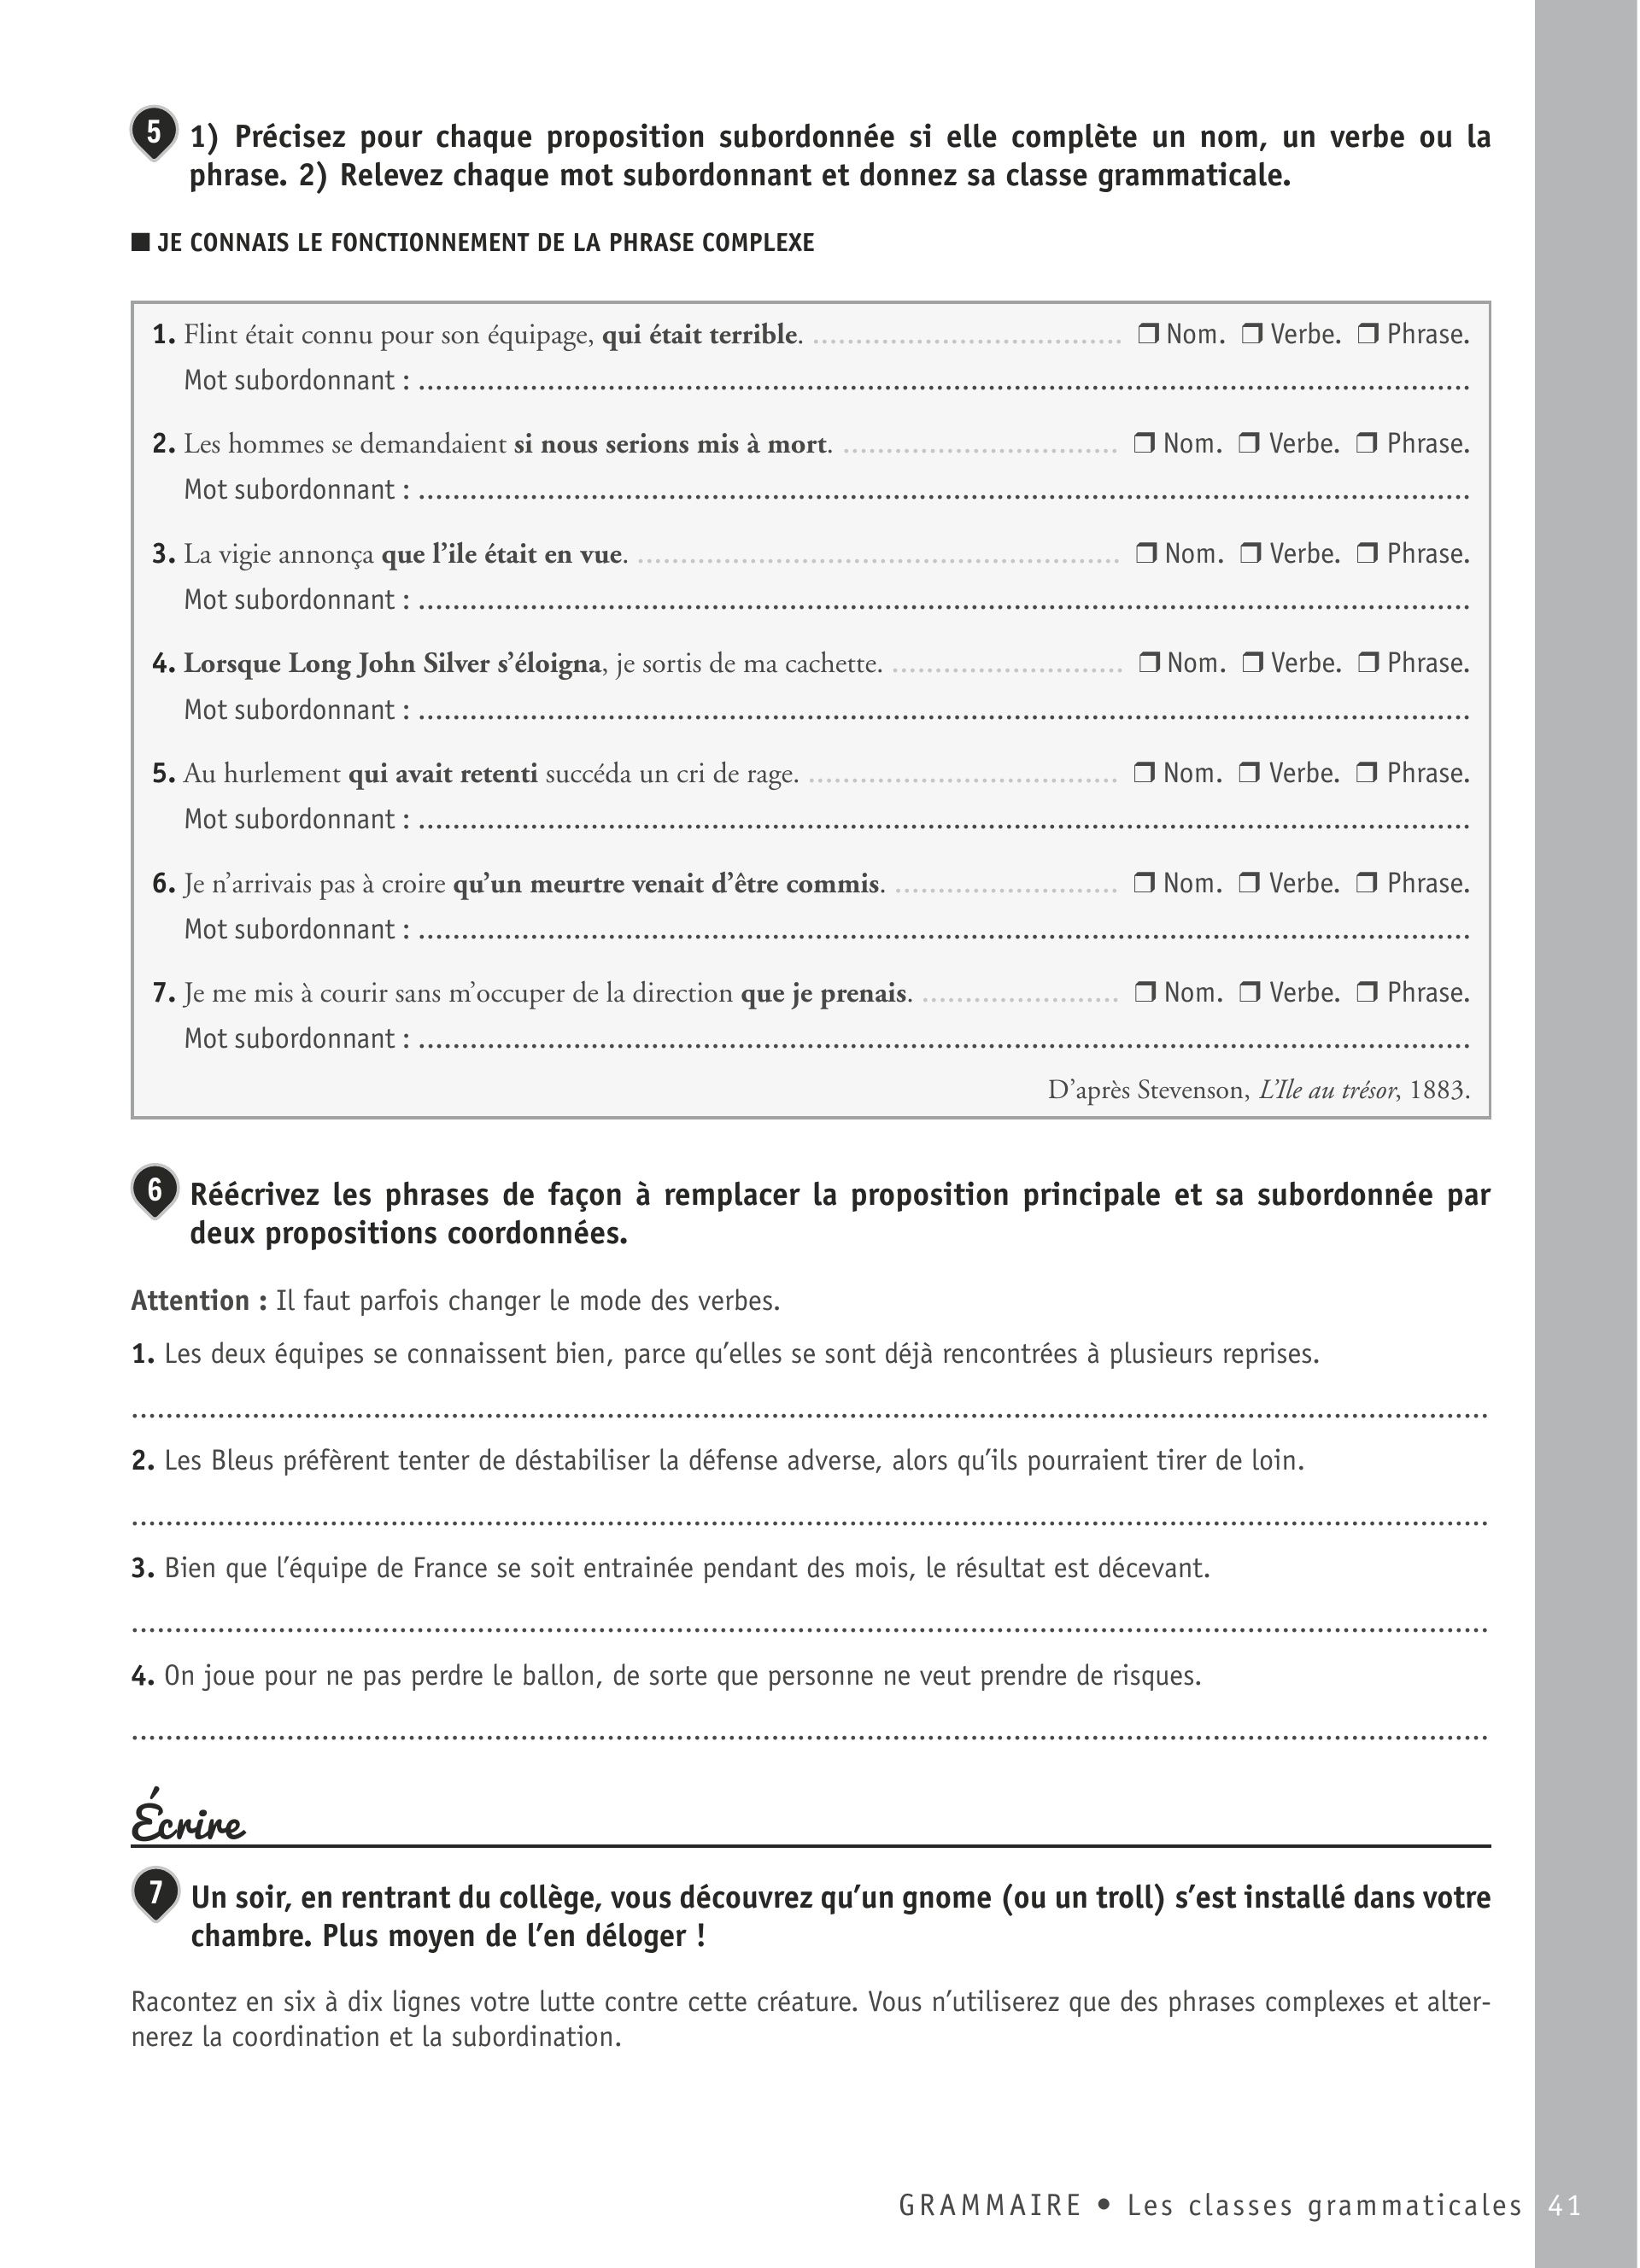 5 1) Précisez pour chaque proposition subordonnée si elle complète un nom, un verbe ou la
phrase. 2) Relevez chaque mot subordonnant et donnez sa classe grammaticale.
■ JE CONNAIS LE FONCTIONNEMENT DE LA PHRASE COMPLEXE
1. Flint était connu pour son équipage, qui était terrible. .................................... ❒ Nom. ❒ Verbe. ❒ Phrase.
Mot subordonnant : ..........................................................................................................................
2. Les hommes se demandaient si nous serions mis à mort. ................................ ❒ Nom. ❒ Verbe. ❒ Phrase.
Mot subordonnant : ..........................................................................................................................
3. La vigie annonça que l’ile était en vue. ........................................................ ❒ Nom. ❒ Verbe. ❒ Phrase.
Mot subordonnant : ..........................................................................................................................
4. Lorsque Long John Silver s’éloigna, je sortis de ma cachette. ........................... ❒ Nom. ❒ Verbe. ❒ Phrase.
Mot subordonnant : ..........................................................................................................................
5. Au hurlement qui avait retenti succéda un cri de rage. .................................... ❒ Nom. ❒ Verbe. ❒ Phrase.
Mot subordonnant : ..........................................................................................................................
6. Je n’arrivais pas à croire qu’un meurtre venait d’être commis. .......................... ❒ Nom. ❒ Verbe. ❒ Phrase.
Mot subordonnant : ..........................................................................................................................
7. Je me mis à courir sans m’occuper de la direction que je prenais. ....................... ❒ Nom. ❒ Verbe. ❒ Phrase.
Mot subordonnant : ..........................................................................................................................
D’après Stevenson, L’Ile au trésor, 1883.
6 Réécrivez les phrases de façon à remplacer la proposition principale et sa subordonnée par
deux propositions coordonnées.
Attention : Il faut parfois changer le mode des verbes.
1. Les deux équipes se connaissent bien, parce qu’elles se sont déjà rencontrées à plusieurs reprises.
..............................................................................................................................................................
2. Les Bleus préfèrent tenter de déstabiliser la défense adverse, alors qu’ils pourraient tirer de loin.
..............................................................................................................................................................
3. Bien que l’équipe de France se soit entrainée pendant des mois, le résultat est décevant.
..............................................................................................................................................................
4. On joue pour ne pas perdre le ballon, de sorte que personne ne veut prendre de risques.
..............................................................................................................................................................
Écrire
7 Un soir, en rentrant du collège, vous découvrez qu’un gnome (ou un troll) s’est installé dans votre
chambre. Plus moyen de l’en déloger !
Racontez en six à dix lignes votre lutte contre cette créature. Vous n’utiliserez que des phrases complexes et alter-
nerez la coordination et la subordination.
GRAMMAIRE • Les classes grammaticales 41